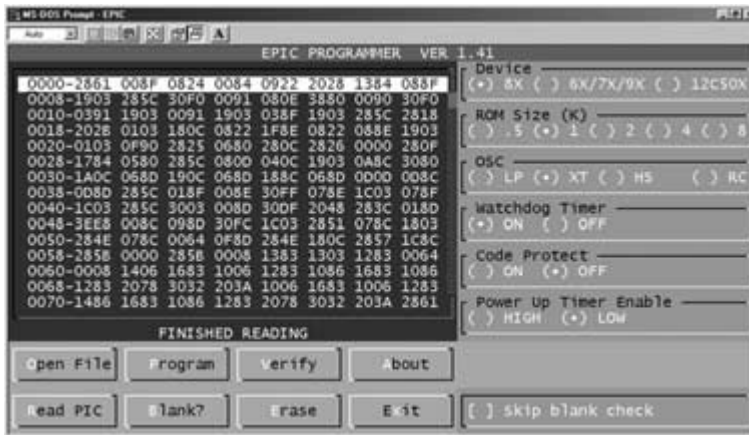 MS-DOS Prompt - EPIC
Auto
A
EPIC PROGRAMMER VER 1.41
0000-2861 008F 0824 0084 0922 2028 1384 088F
0008-1903 285C 30F0 0091 080E 3880 0090 30F0
0010-0391 1903 0091 1903 038F 1903 285C 2818
0018-202B 0103 180C 0822 1F8E 0822 088E 1903
0020-0103 0F90 2825 0680 280C 2826 0000 280F
0028-1784 0580 285C 080D 040C 1903 0A8C 3080
0030-1A0C 068D 190C 068D 188C 068D 0D0D 0D8C
0038-0D8D 285C 018F 008E 30FF 078E 1C03 078F
0040-1C03 285C 3003 008D 30DF 2048 283C 018D
0048-3EE8 008C 098D 30FC 1C03 2851 078C 1803
0050-284E 078C 0064 0F8D 284E 180C 2857 1C8C
0058-285B 0000 285B 0008 1383 1303 1283 0064
0060-0008 1406 1683 1006 1283 1086 1683 1086
0068-1283 2078 3032 203A 1006 1683 1006 1283
0070-1486 1683 1086 1283 2078 3032 203A 2861
FINISHED READING
Device
(•) 8X ( ) 6X/7X/9X ( ) 12C50X
ROM Size (K)
( ) .5 (•) 1 ( ) 2 ( ) 4 ( ) 8
OSC
( ) LP (•) XT ( ) HS ( ) RC
Watchdog Timer
(•) ON ( ) OFF
Code Protect
( ) ON (•) OFF
Power Up Timer Enable
( ) HIGH (•) LOW
Open File Program Verify About
Read PIC Blank? Erase Exit
[ ] Skip blank check